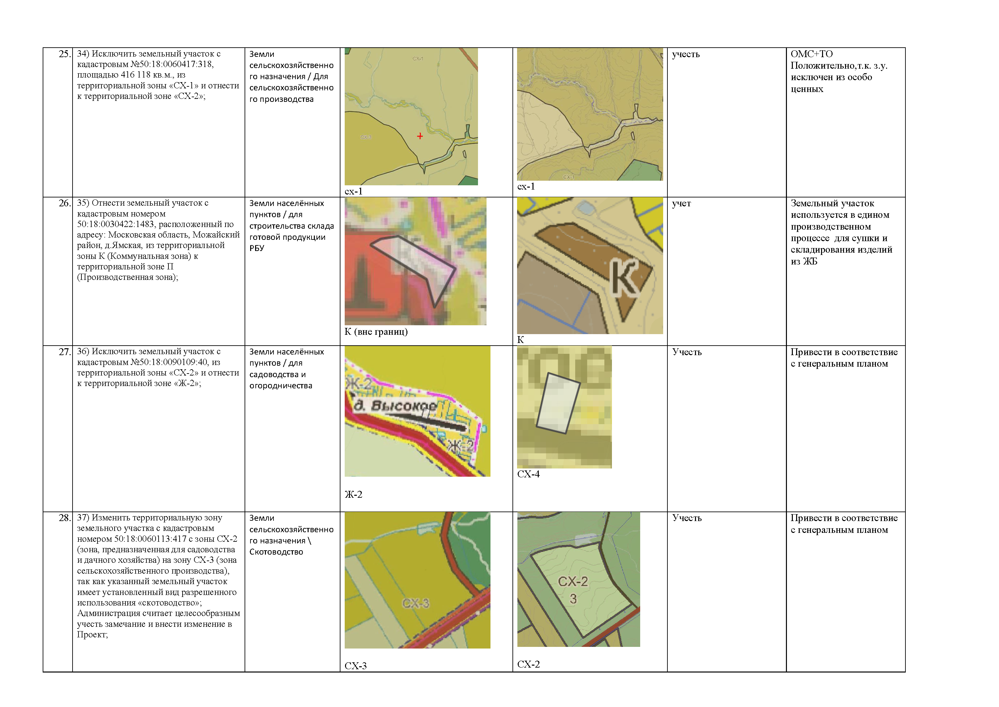 25.
34) Исключить земельный участок с
кадастровым №50:18:0060417:318,
площадью 416 118 кв.м., из
территориальной зоны «СХ-1» и отнести
к территориальной зоне «СХ-2»;
Земли
сельскохозяйственно
го назначения / Для
сельскохозяйственно
го производства
СХ-1
СХ-3
сх-1
СХ-1
сх-1
учесть
ОМС+ТО
Положительно,т.к. з.у.
исключен из особо
ценных
26.
35) Отнести земельный участок с
кадастровым номером
50:18:0030422:1483, расположенный по
адресу: Московская область, Можайский
район, д.Ямская, из территориальной
зоны К (Коммунальная зона) к
территориальной зоне П
(Производственная зона);
Земли населённых
пунктов / для
строительства склада
готовой продукции
РБУ
К (вне границ)
К
К
учет
Земельный участок
используется в едином
производственном
процессе для сушки и
складирования изделий
из ЖБ
27.
36) Исключить земельный участок с
кадастровым №50:18:0090109:40, из
территориальной зоны «СХ-2» и отнести
к территориальной зоне «Ж-2»;
Земли населённых
пунктов / для
садоводства и
огородничества
Ж-2
д. Высокое
Ж-2
Ж-2
СХ-4
Учесть
Привести в соответствие
с генеральным планом
28.
37) Изменить территориальную зону
земельного участка с кадастровым
номером 50:18:0060113:417 с зоны СХ-2
(зона, предназначенная для садоводства
и дачного хозяйства) на зону СХ-3 (зона
сельскохозяйственного производства),
так как указанный земельный участок
имеет установленный вид разрешенного
использования «скотоводство»;
Администрация считает целесообразным
учесть замечание и внести изменение в
Проект;
Земли
сельскохозяйственно
го назначения \
Скотоводство
СХ-3
СХ-3
СХ-2
3
СХ-2
Учесть
Привести в соответствие
с генеральным планом